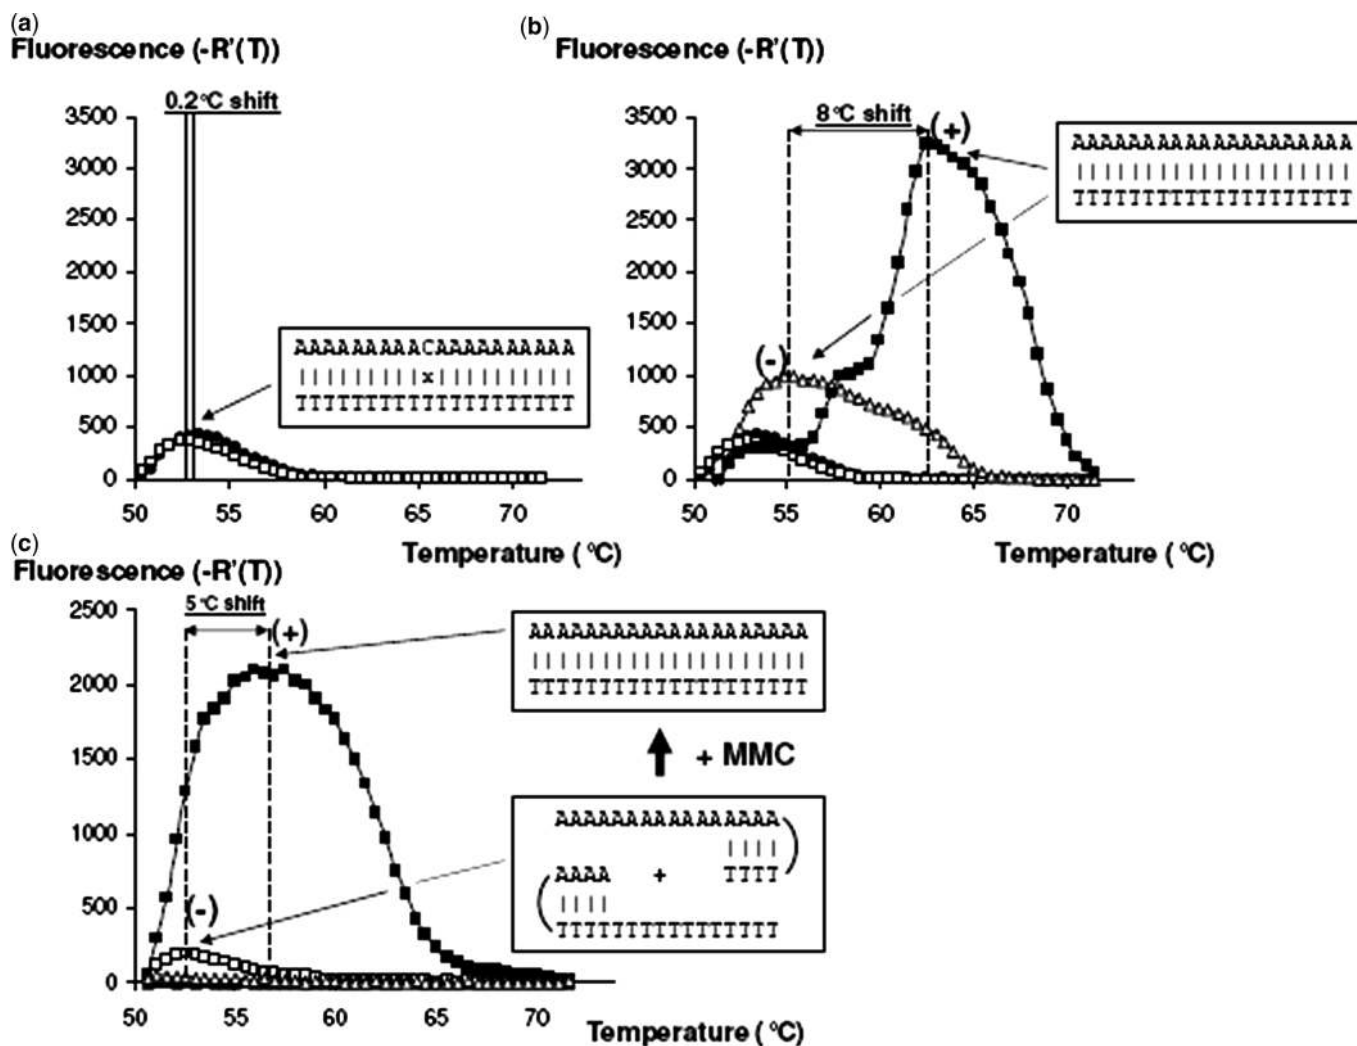 (a)
Fluorescence (-R'(T))
0.2°C shift
3500
3000
2500
2000
1500
1000
500
0
AAAAAAAAACAAAAAAAAAA
x
TTTTTTTTTTTTTTTTTTTT
50 55 60 65 70
Temperature (°C)
(b)
Fluorescence (-R'(T))
8°C shift
(+)
(-)
3500
3000
2500
2000
1500
1000
500
0
AAAAAAAAAAAAAAAAAAAA
TTTTTTTTTTTTTTTTTTTT
50 55 60 65 70
Temperature (°C)
(c)
Fluorescence (-R'(T))
5°C shift
(+)
(-)
2500
2000
1500
1000
500
0
AAAAAAAAAAAAAAAAAAAA
TTTTTTTTTTTTTTTTTTTT
+ MMC
AAAAAAAAAAAAAAAA
AAAA + TTTT
TTTTTTTTTTTTTTTT
50 55 60 65 70
Temperature (°C)